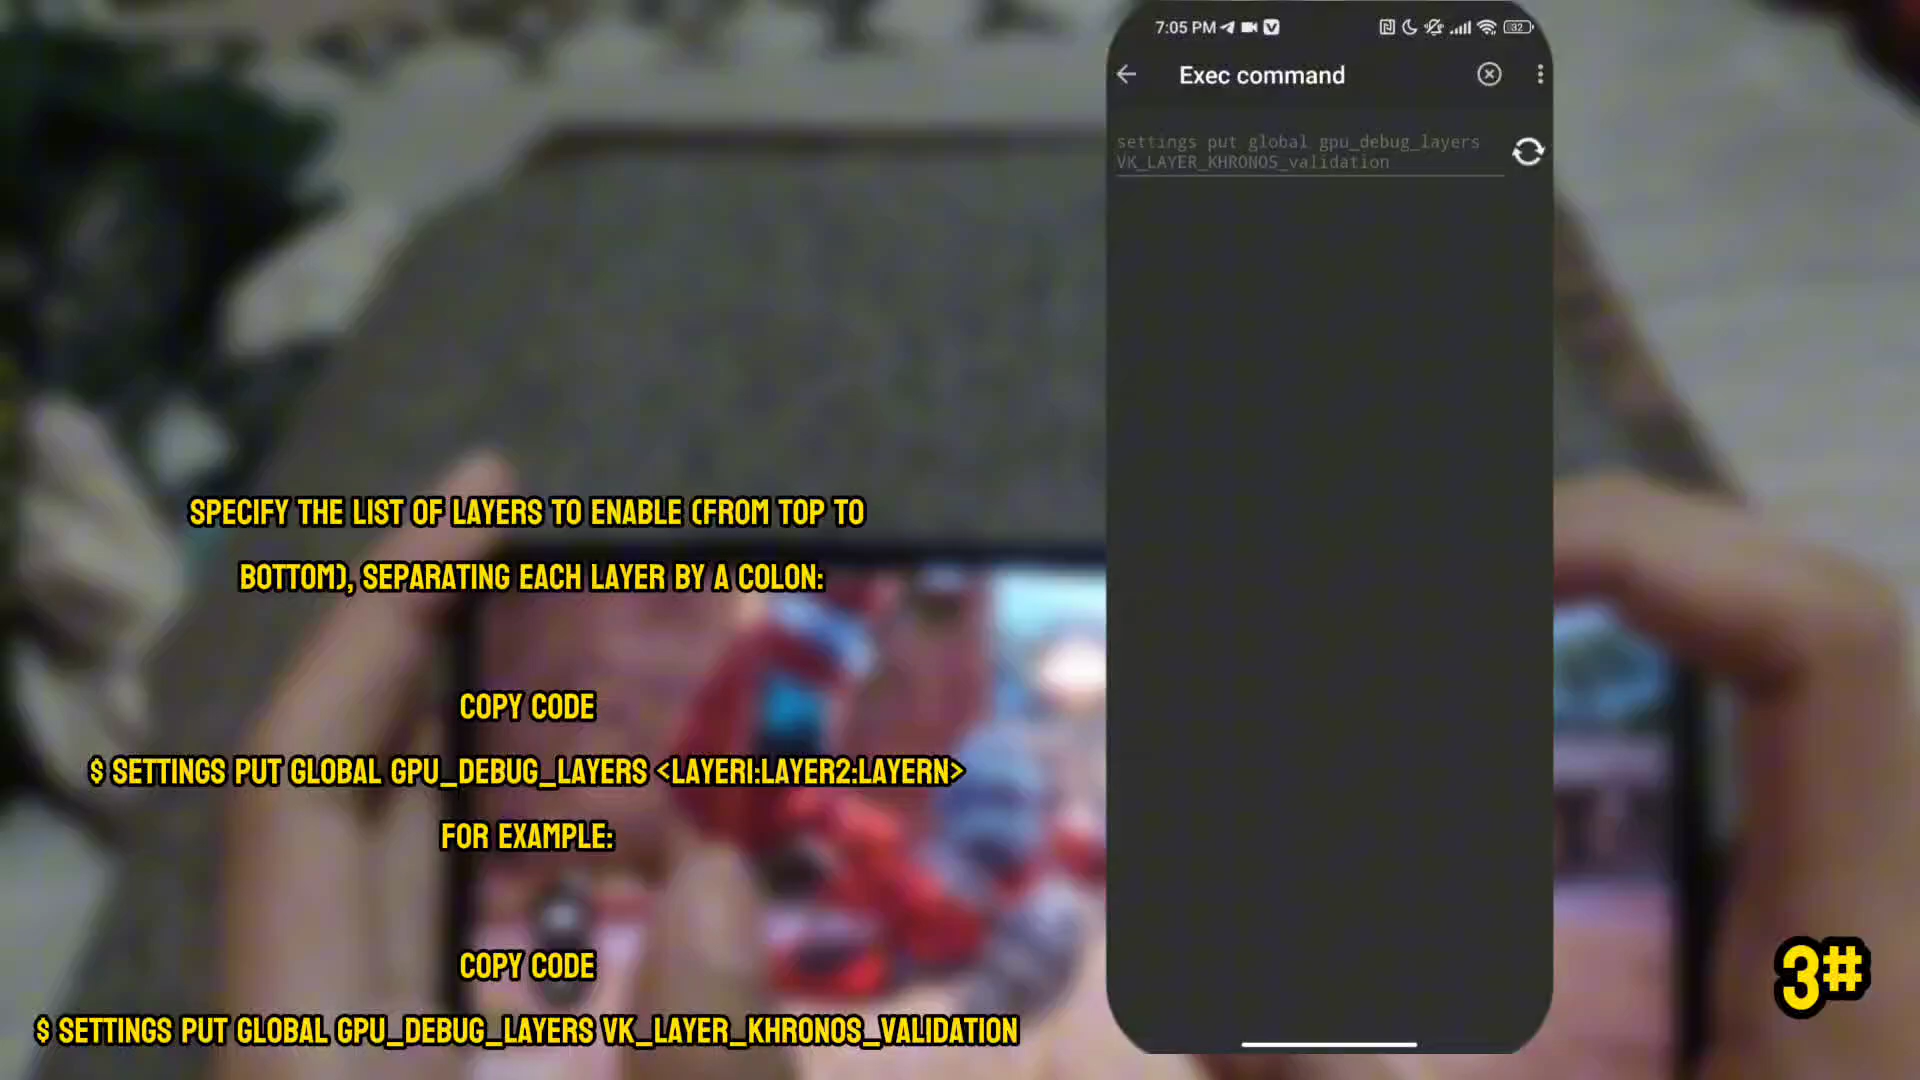 7:05 PM
32
Exec command
settings put global gpu_debug_layers
VK_LAYER_KHRONOS_validation
SPECIFY THE LIST OF LAYERS TO ENABLE (FROM TOP TO
BOTTOM), SEPARATING EACH LAYER BY A COLON:
COPY CODE
$ SETTINGS PUT GLOBAL GPU_DEBUG_LAYERS <LAYER1:LAYER2:LAYERN>
FOR EXAMPLE:
COPY CODE
$ SETTINGS PUT GLOBAL GPU_DEBUG_LAYERS VK_LAYER_KHRONOS_VALIDATION
3#